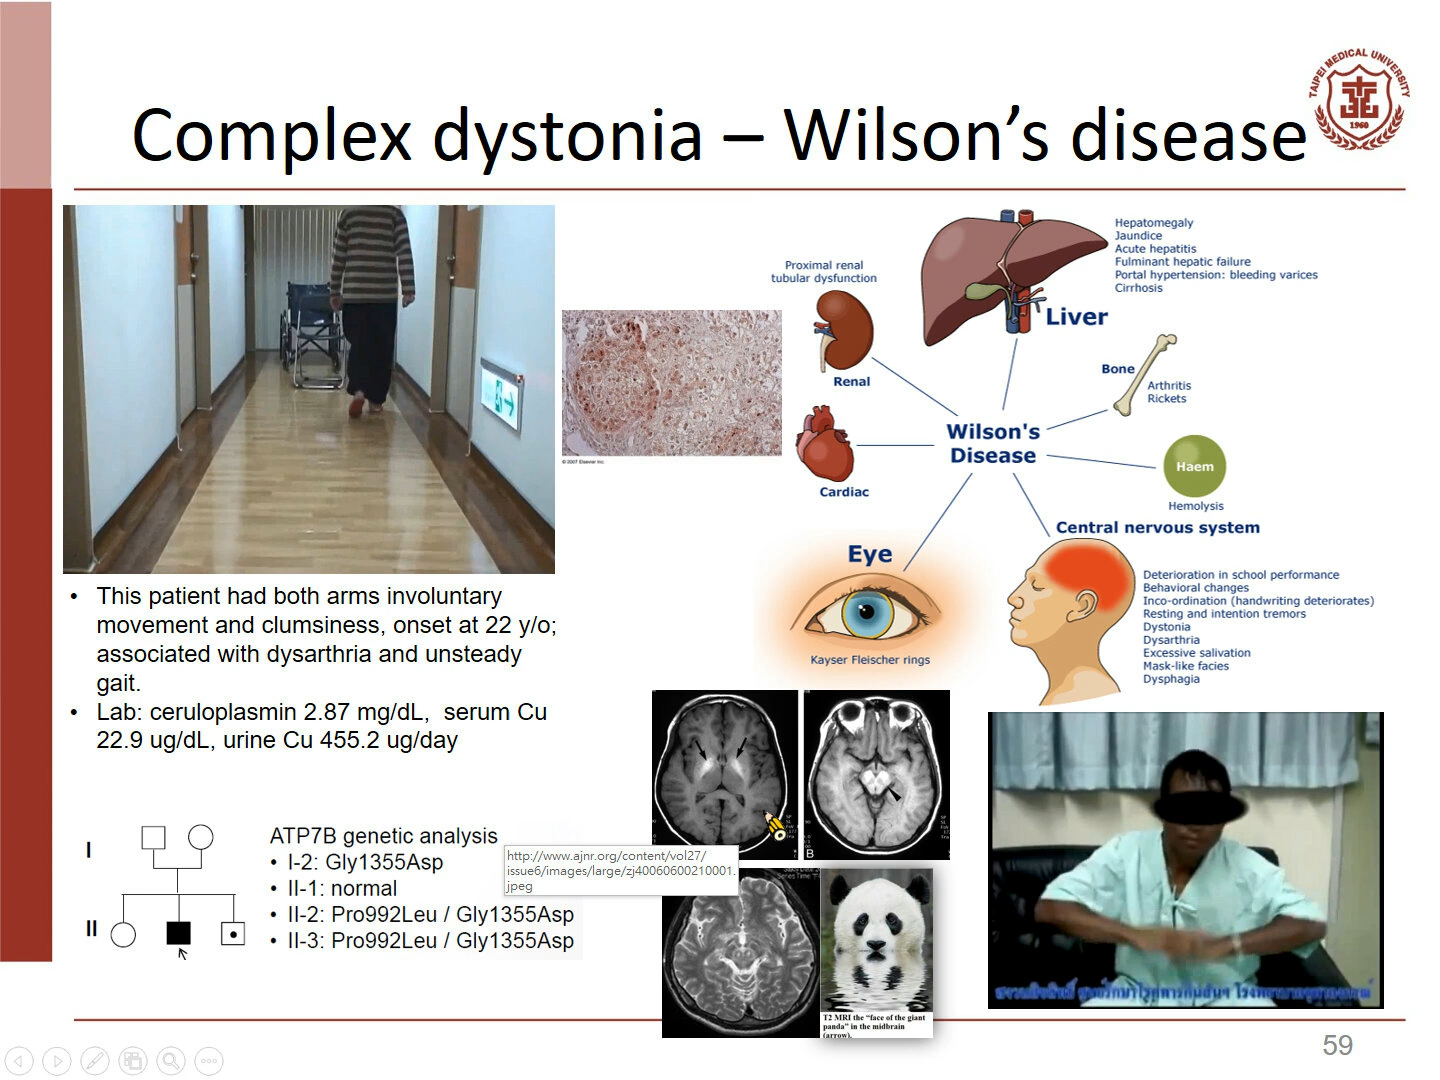 Complex dystonia – Wilson's disease
TAIPEI MEDICAL UNIVERSITY
1960
• This patient had both arms involuntary
movement and clumsiness, onset at 22 y/o;
associated with dysarthria and unsteady
gait.
• Lab: ceruloplasmin 2.87 mg/dL, serum Cu
22.9 ug/dL, urine Cu 455.2 ug/day
I
II
ATP7B genetic analysis
• I-2: Gly1355Asp
• II-1: normal
• II-2: Pro992Leu / Gly1355Asp
• II-3: Pro992Leu / Gly1355Asp
© 2007 Elsevier Inc.
Proximal renal
tubular dysfunction
Renal
Hepatomegaly
Jaundice
Acute hepatitis
Fulminant hepatic failure
Portal hypertension: bleeding varices
Cirrhosis
Liver
Bone
Arthritis
Rickets
Wilson's
Disease
Cardiac
Haem
Hemolysis
Eye
Kayser Fleischer rings
Central nervous system
Deterioration in school performance
Behavioral changes
Inco-ordination (handwriting deteriorates)
Resting and intention tremors
Dystonia
Dysarthria
Excessive salivation
Mask-like facies
Dysphagia
B
http://www.ajnr.org/content/vol27/
issue6/images/large/zj40060600210001.
jpeg
T2 MRI the "face of the giant
panda" in the midbrain
(arrow).
59